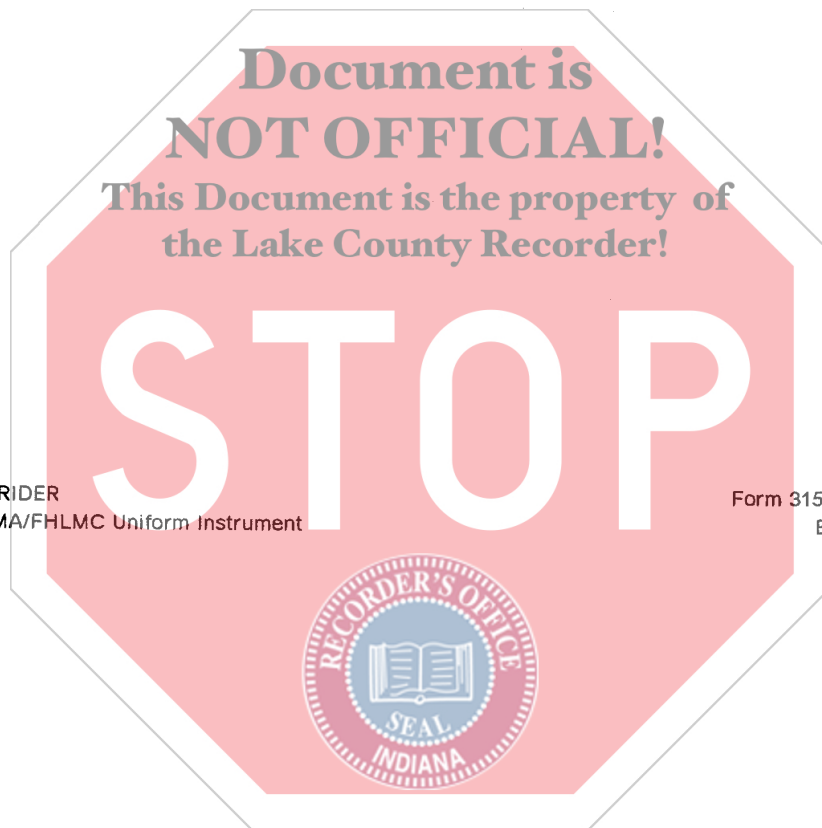 Document is
NOT OFFICIAL!
This Document is the property of
the Lake County Recorder!
STOP
RIDER
MA/FHLMC Uniform Instrument
Form 315
RECORDER'S OFFICE
SEAL
INDIANA